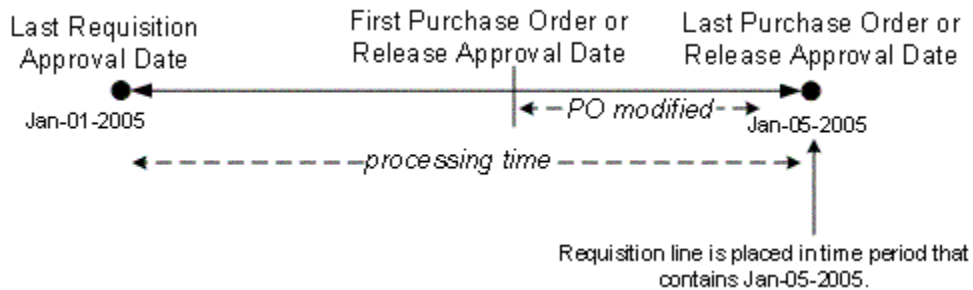 Last Requisition
Approval Date
First Purchase Order or
Release Approval Date
Last Purchase Order or
Release Approval Date
Jan-01-2005
PO modified
Jan-05-2005
processing time
Requisition line is placed in time period that
contains Jan-05-2005.